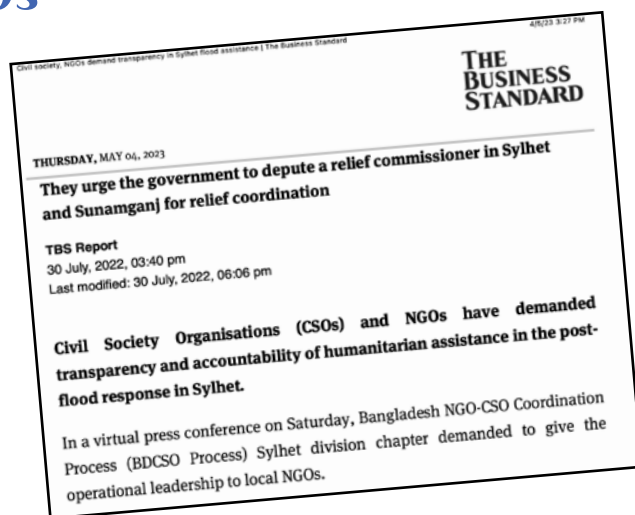 os
Civil society, NGOs demand transparency in Sylhet flood assistance | The Business Standard
4/5/23 3:27 PM
THE
BUSINESS
STANDARD
THURSDAY, MAY 04, 2023
They urge the government to depute a relief commissioner in Sylhet
and Sunamganj for relief coordination
TBS Report
30 July, 2022, 03:40 pm
Last modified: 30 July, 2022, 06:06 pm
Civil Society Organisations (CSOs) and NGOs have demanded
transparency and accountability of humanitarian assistance in the post-
flood response in Sylhet.
In a virtual press conference on Saturday, Bangladesh NGO-CSO Coordination
Process (BDCSO Process) Sylhet division chapter demanded to give the
operational leadership to local NGOs.